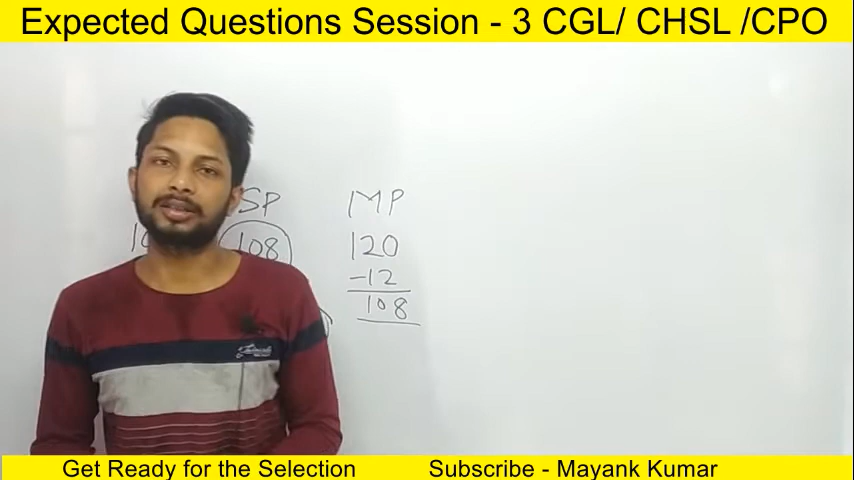 Expected Questions Session - 3 CGL/ CHSL /CPO
SP MP
108 120
-12
108
Get Ready for the Selection
Subscribe - Mayank Kumar